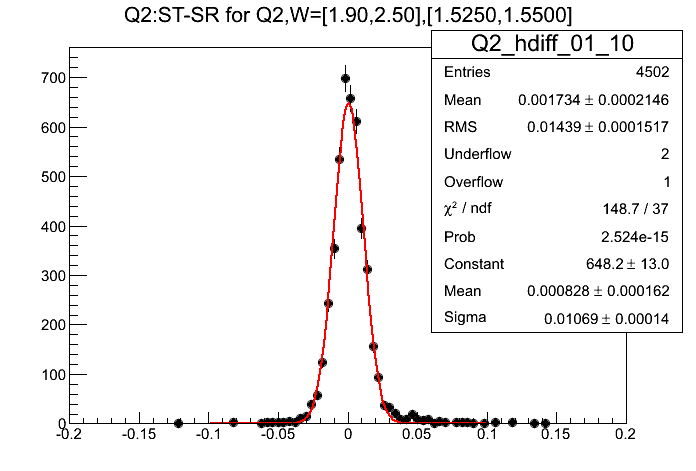 Q2:ST-SR for Q2,W=[1.90,2.50],[1.5250,1.5500]
Q2_hdiff_01_10
Entries 4502
Mean 0.001734 ± 0.0002146
RMS 0.01439 ± 0.0001517
Underflow 2
Overflow 1
χ² / ndf 148.7 / 37
Prob 2.524e-15
Constant 648.2 ± 13.0
Mean 0.000828 ± 0.000162
Sigma 0.01069 ± 0.00014
700
600
500
400
300
200
100
0
-0.2 -0.15 -0.1 -0.05 0 0.05 0.1 0.15 0.2